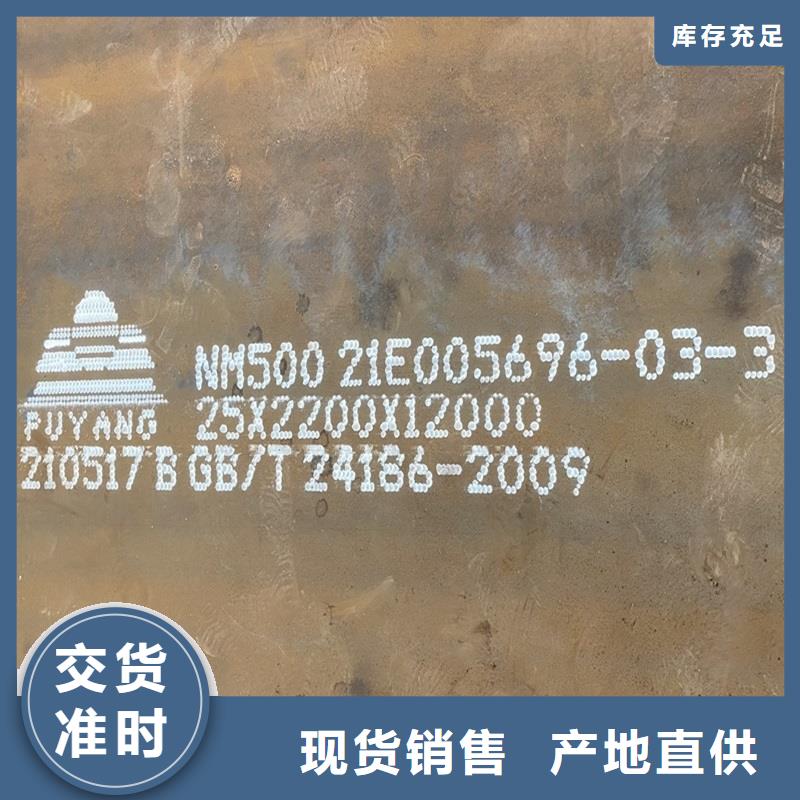 库存充足
NM500 21E005696-03-3
FUYANG 25X2200X12000
210517B GB/T 24186-2009
交货
准时
现货销售 产地直供